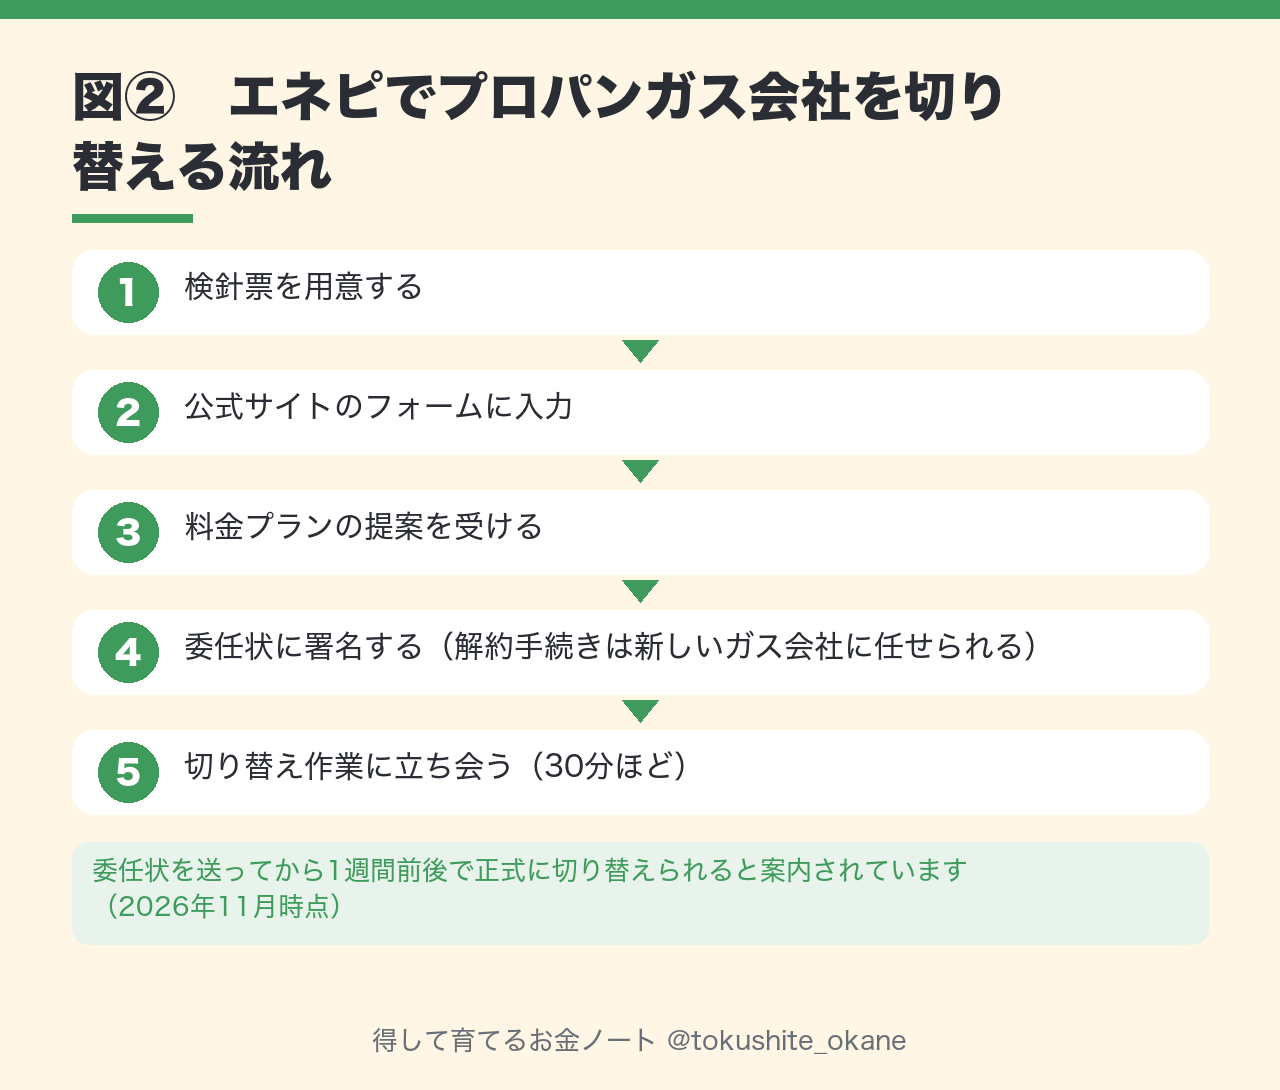 図② エネピでプロパンガス会社を切り
替える流れ
1 検針票を用意する
2 公式サイトのフォームに入力
3 料金プランの提案を受ける
4 委任状に署名する（解約手続きは新しいガス会社に任せられる）
5 切り替え作業に立ち会う（30分ほど）
委任状を送ってから1週間前後で正式に切り替えられると案内されています
（2026年11月時点）
得して育てるお金ノート @tokushite_okane